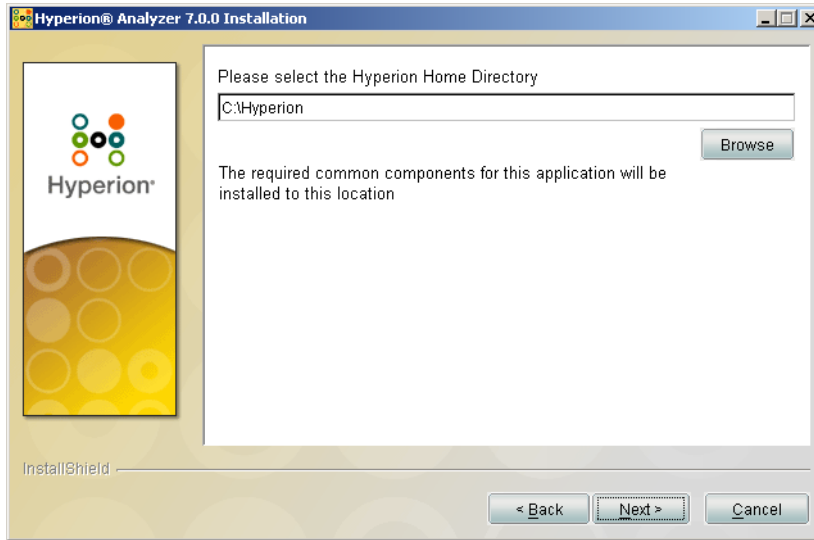 Hyperion® Analyzer 7.0.0 Installation
Please select the Hyperion Home Directory
C:\Hyperion
Browse
The required common components for this application will be
installed to this location
Hyperion®
InstallShield
< Back
Next >
Cancel